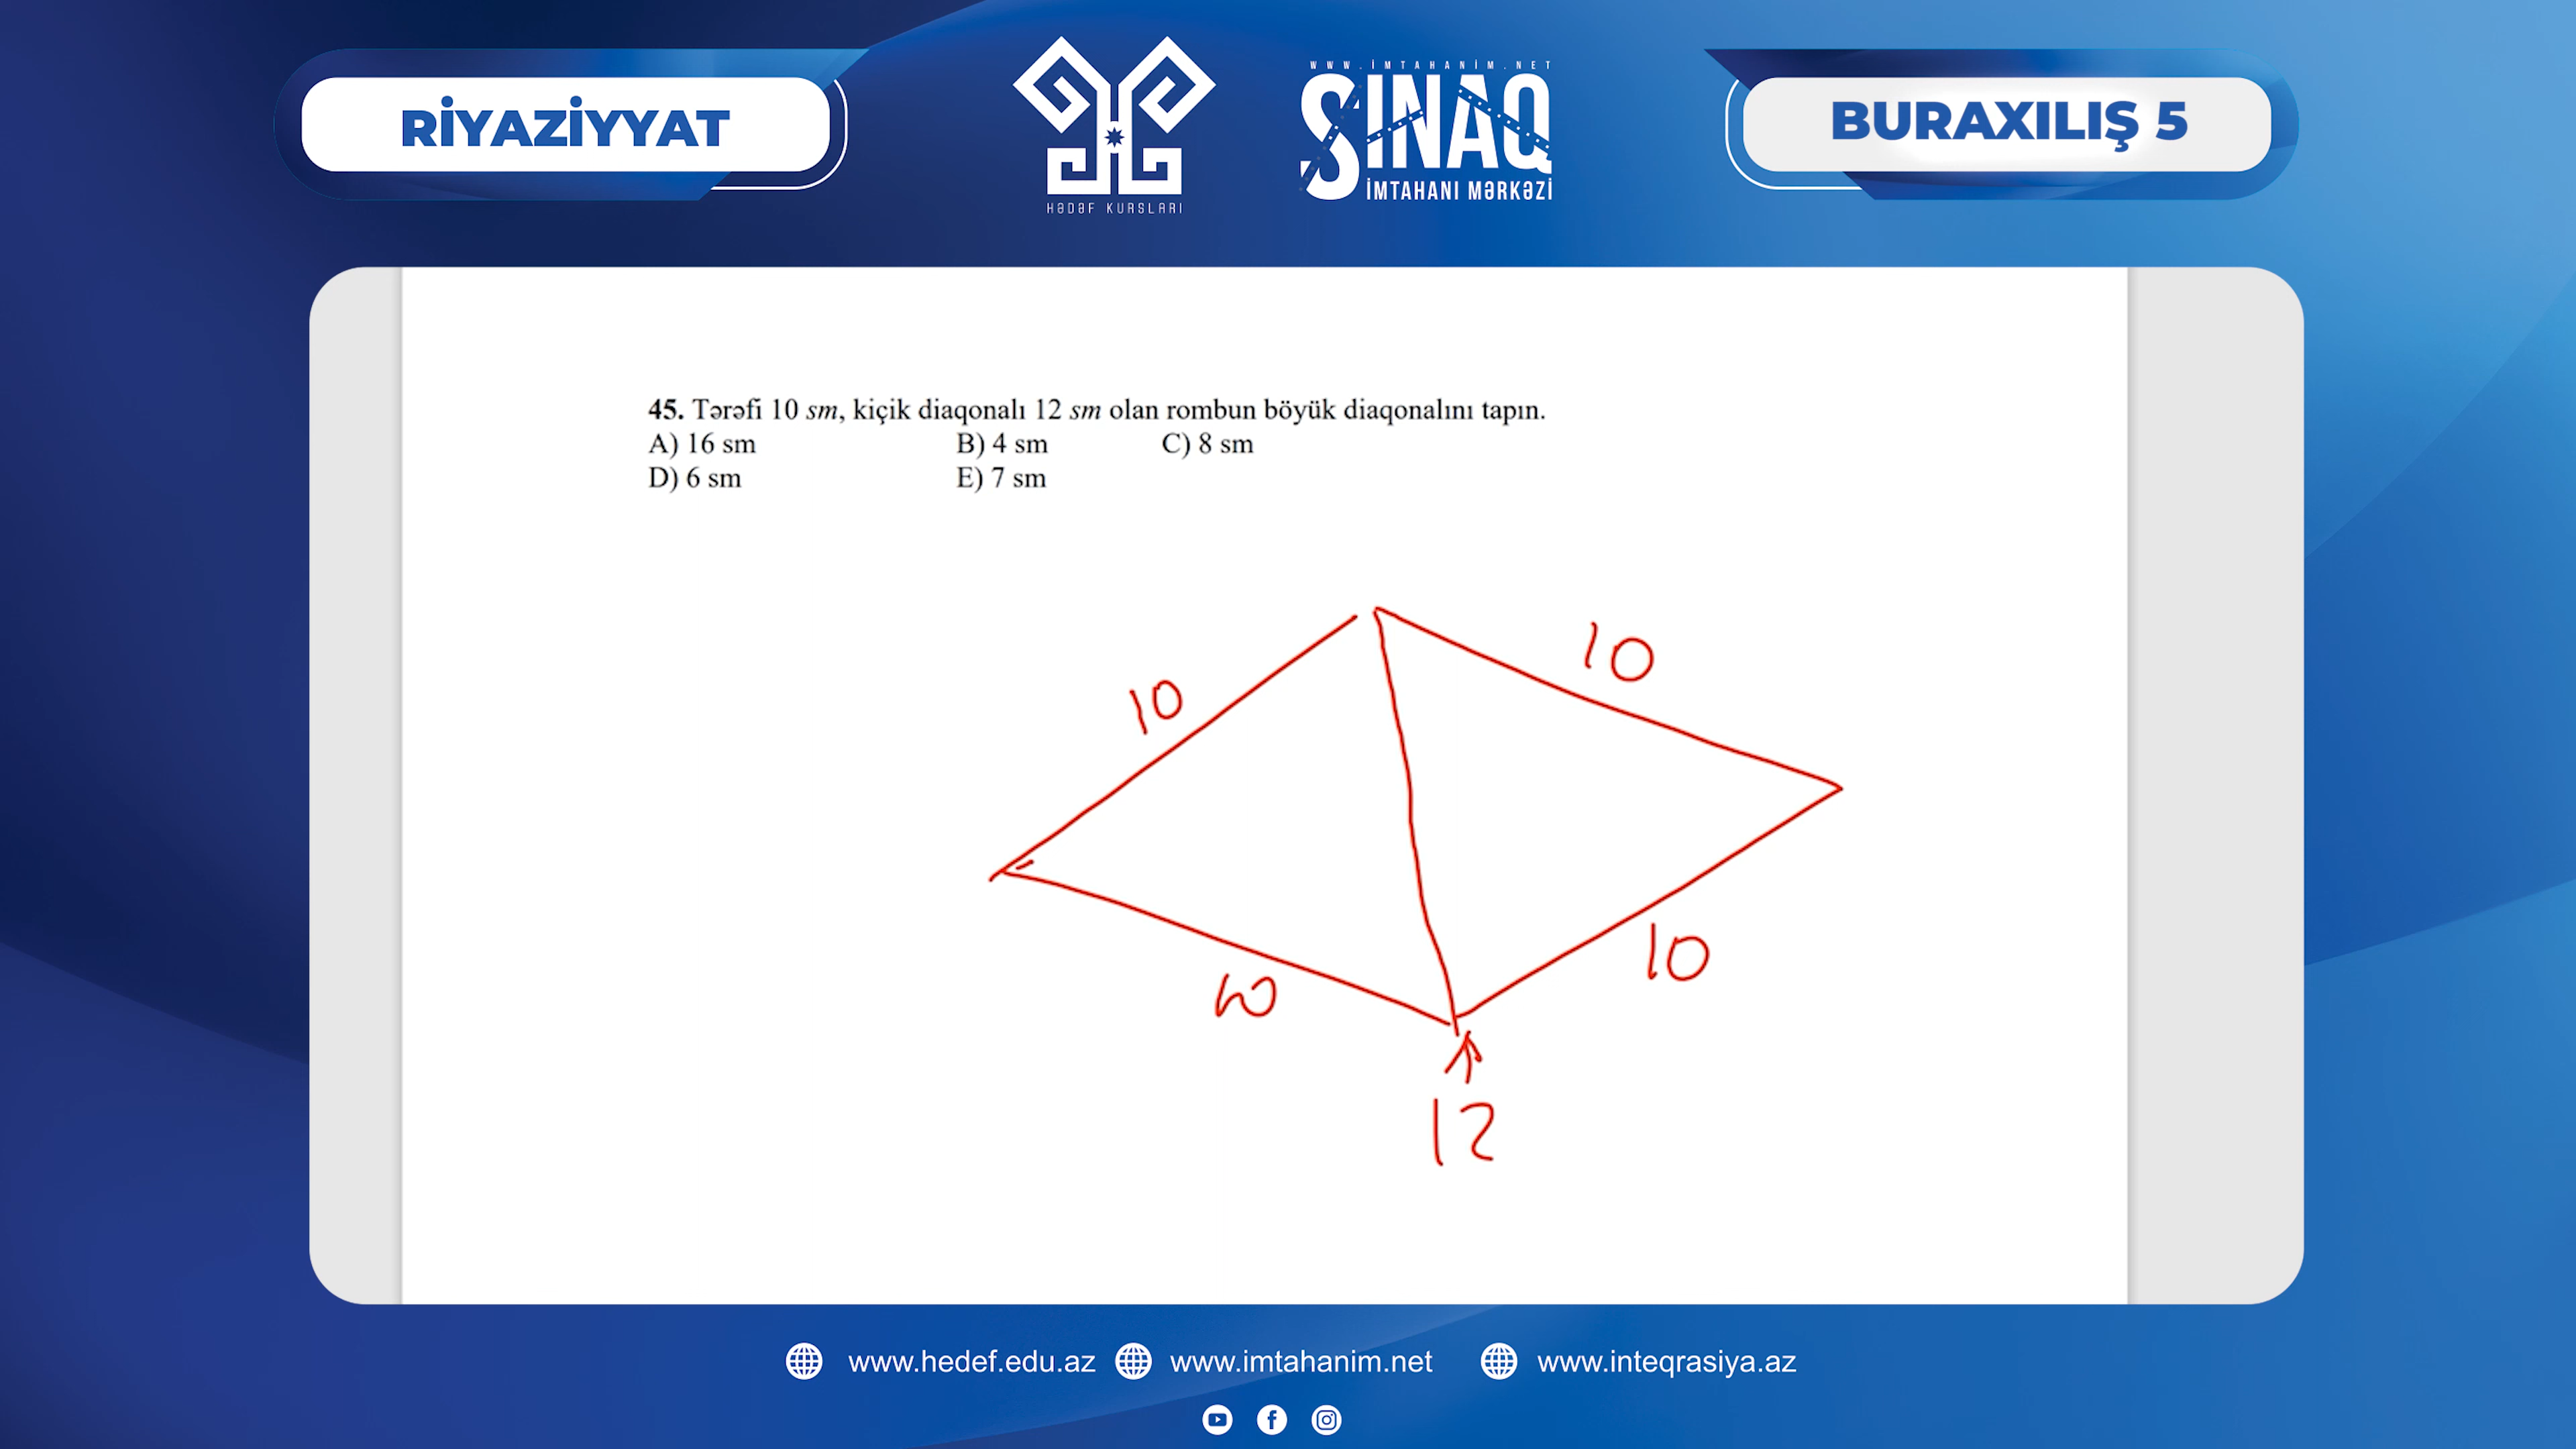 RİYAZİYYAT
HƏDƏF KURSLARI
WWW.İMTAHANİM.NET
SINAQ
İMTAHANI MƏRKƏZİ
BURAXILIŞ 5
45. Tərəfi 10 sm, kiçik diaqonalı 12 sm olan rombun böyük diaqonalını tapın.
A) 16 sm B) 4 sm C) 8 sm
D) 6 sm E) 7 sm
10
10
10
10
12
www.hedef.edu.az www.imtahanim.net www.inteqrasiya.az